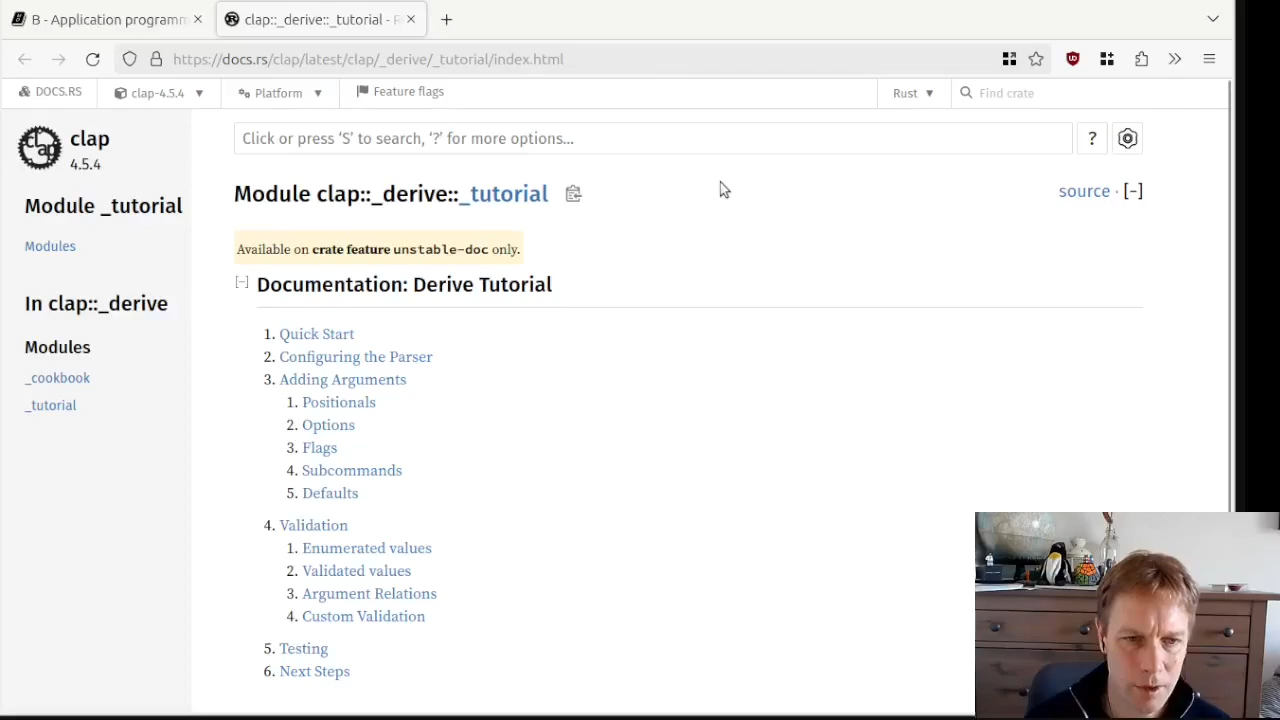 B - Application programm
clap::_derive::_tutorial - R
https://docs.rs/clap/latest/clap/_derive/_tutorial/index.html
DOCS.RS
clap-4.5.4
Platform
Feature flags
Rust
Find crate
clap
4.5.4
Module _tutorial
Modules
In clap::_derive
Modules
_cookbook
_tutorial
Click or press ‘S’ to search, ‘?’ for more options…
?
Module clap::_derive::_tutorial
source · [-]
Available on crate feature unstable-doc only.
[-] Documentation: Derive Tutorial
1. Quick Start
2. Configuring the Parser
3. Adding Arguments
1. Positionals
2. Options
3. Flags
4. Subcommands
5. Defaults
4. Validation
1. Enumerated values
2. Validated values
3. Argument Relations
4. Custom Validation
5. Testing
6. Next Steps